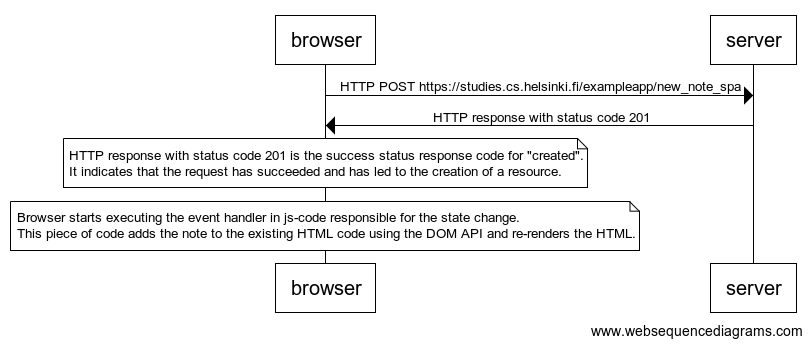 browser
server
HTTP POST https://studies.cs.helsinki.fi/exampleapp/new_note_spa
HTTP response with status code 201
HTTP response with status code 201 is the success status response code for "created".
It indicates that the request has succeeded and has led to the creation of a resource.
Browser starts executing the event handler in js-code responsible for the state change.
This piece of code adds the note to the existing HTML code using the DOM API and re-renders the HTML.
browser
server
www.websequencediagrams.com